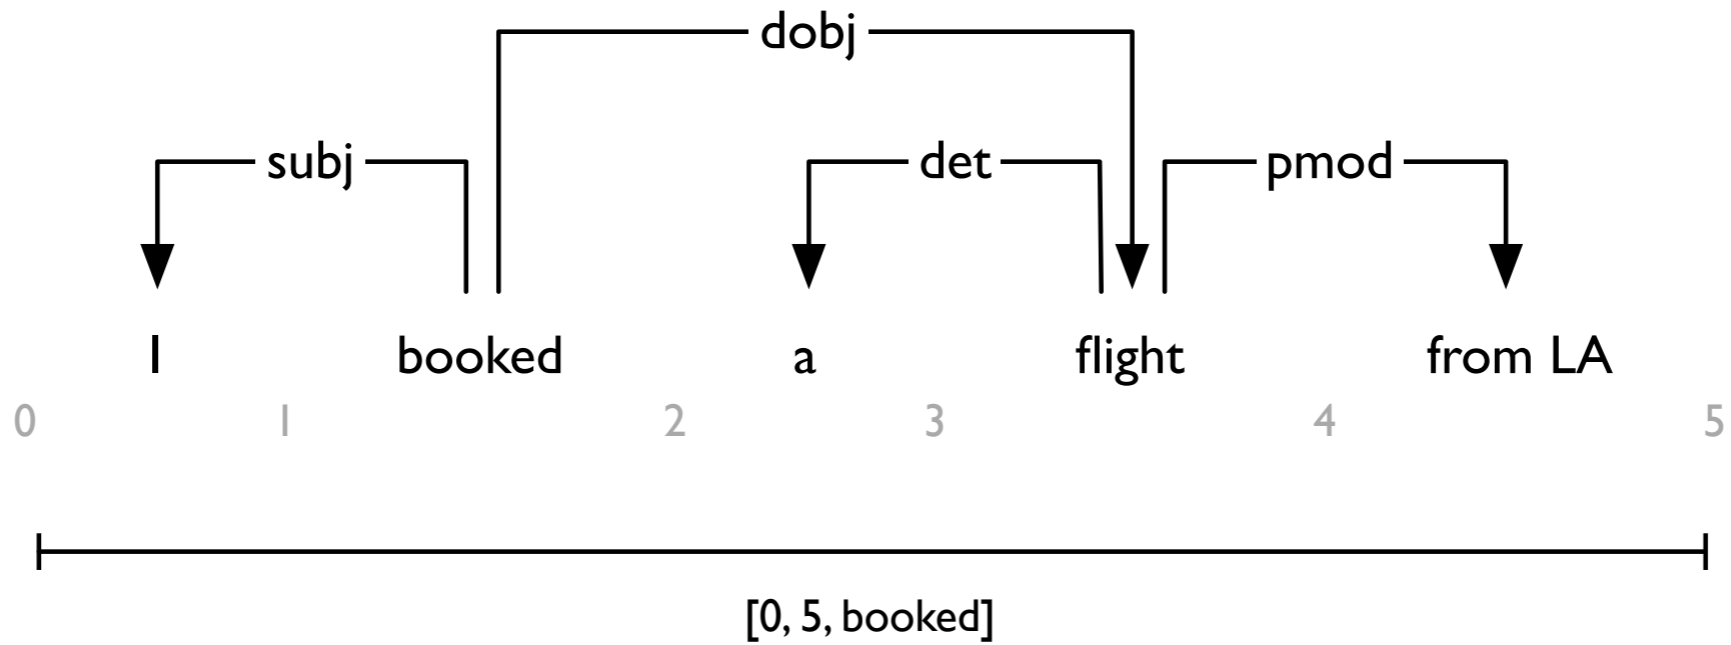 dobj
subj det pmod
I booked a flight from LA
0 1 2 3 4 5
[0, 5, booked]